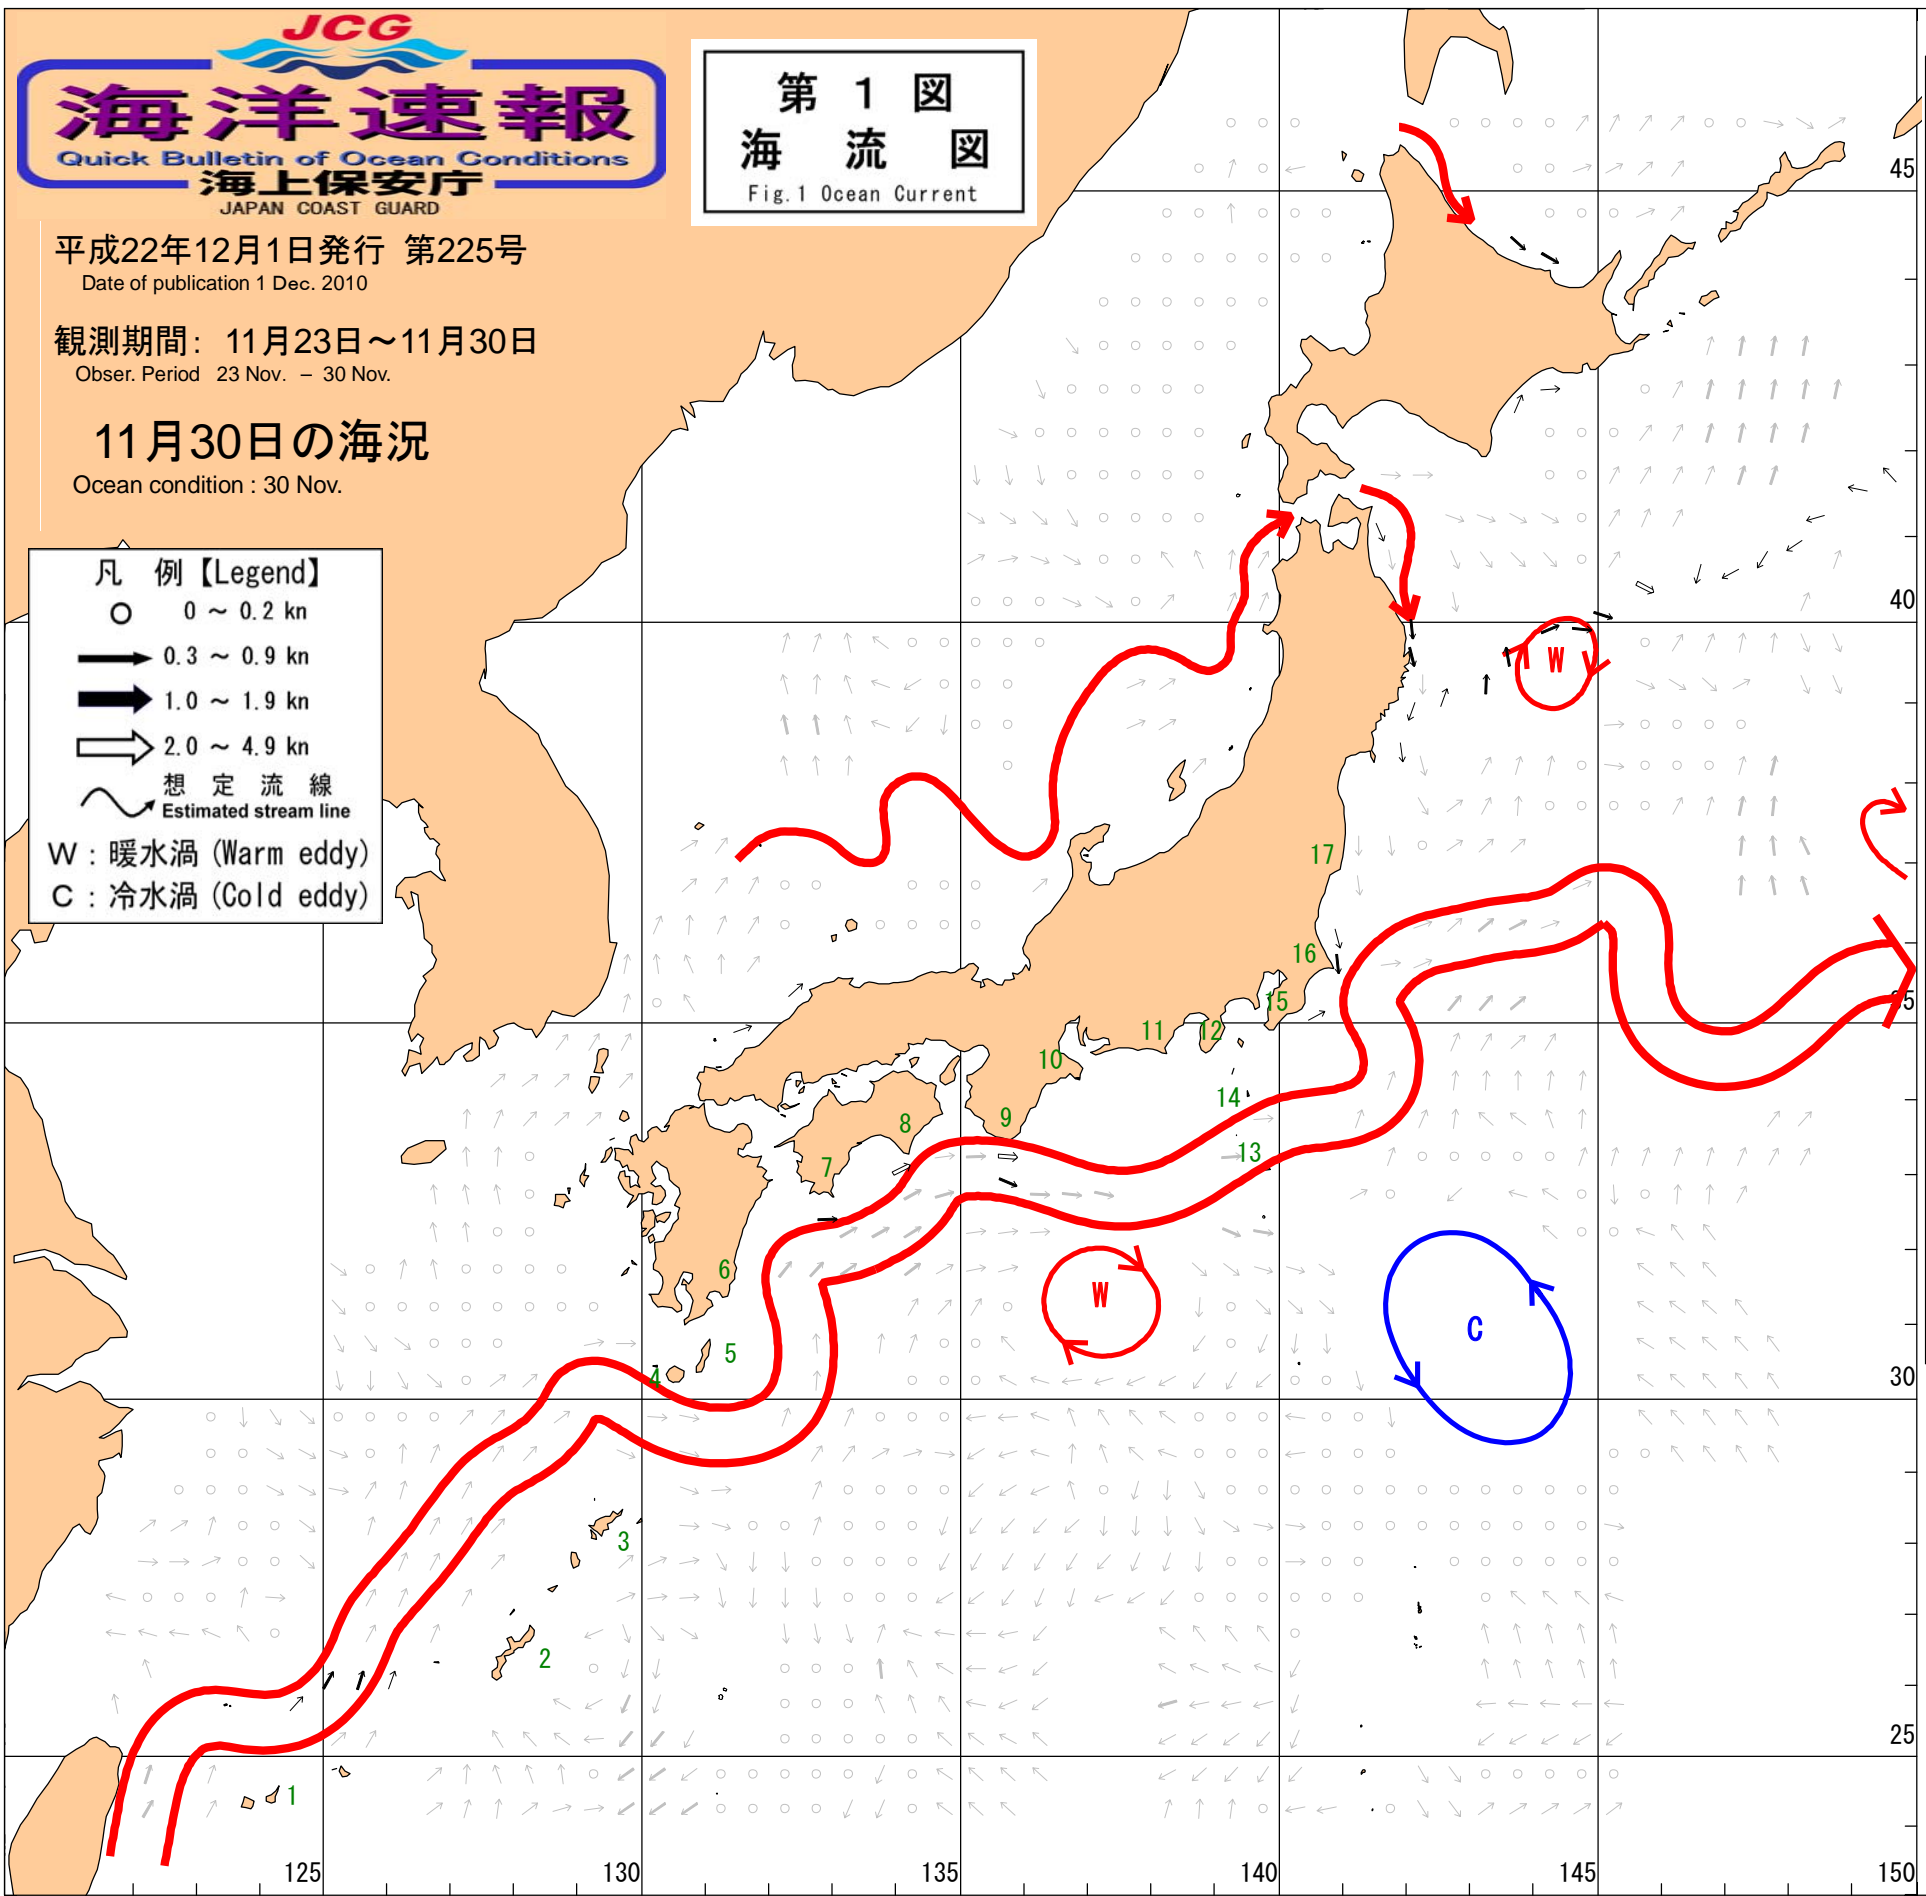 JCG
海洋速報
Quick Bulletin of Ocean Conditions
海上保安庁
JAPAN COAST GUARD
第 1 図
海 流 図
Fig.1 Ocean Current
平成22年12月1日発行 第225号
Date of publication 1 Dec. 2010
観測期間: 11月23日～11月30日
Obser. Period 23 Nov. – 30 Nov.
11月30日の海況
Ocean condition : 30 Nov.
凡 例【Legend】
0 ～ 0.2 kn
0.3 ～ 0.9 kn
1.0 ～ 1.9 kn
2.0 ～ 4.9 kn
想 定 流 線
Estimated stream line
W : 暖水渦 (Warm eddy)
C : 冷水渦 (Cold eddy)
45
40
W
17
16
15
35
11
12
10
14
9
8
13
7
6
W
C
5
4
30
3
2
25
1
125
130
135
140
145
150